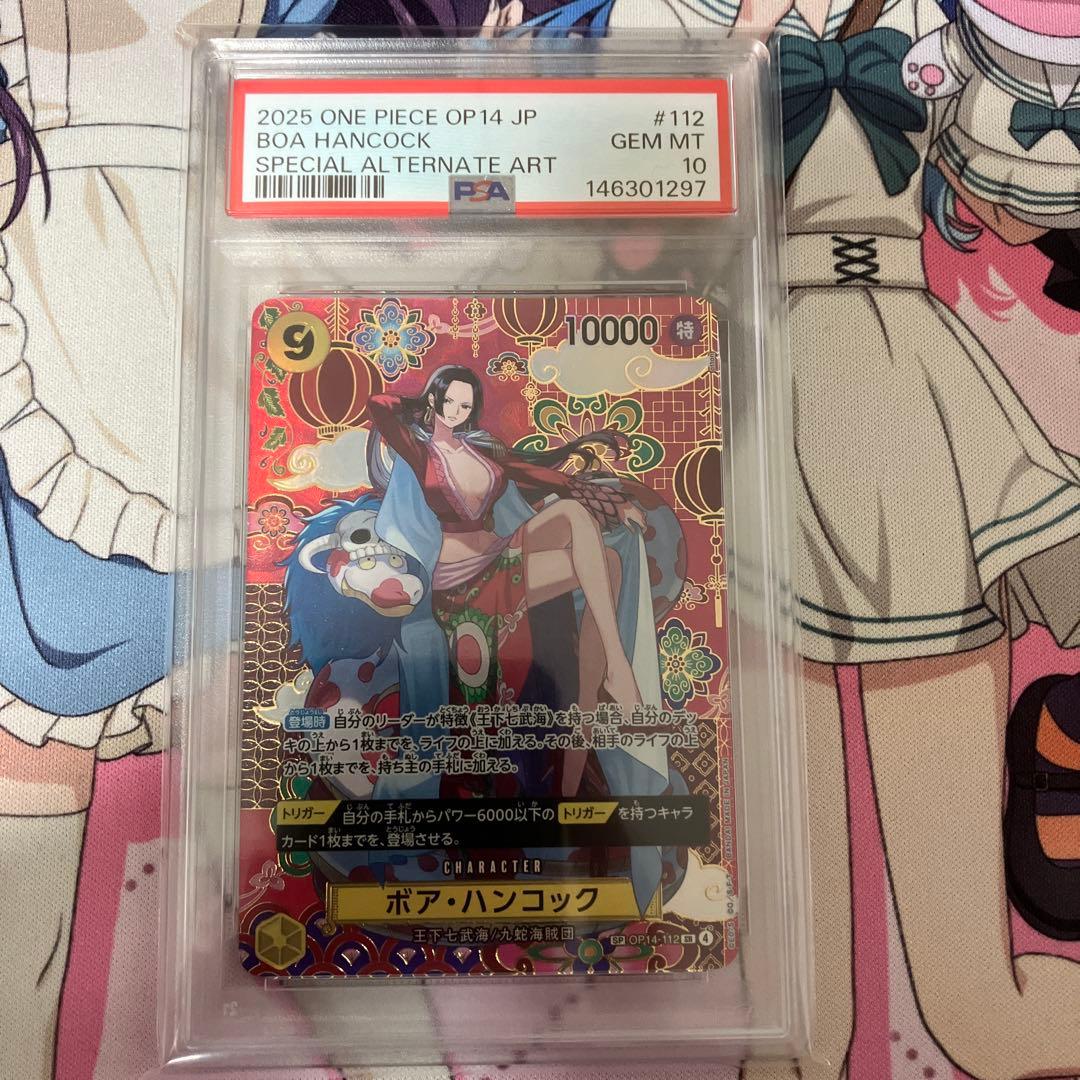 2025 ONE PIECE OP14 JP #112
BOA HANCOCK GEM MT
SPECIAL ALTERNATE ART 10
PSA 146301297
9 10000 特
登場時 自分のリーダーが特徴《王下七武海》を持つ場合、自分のデッ
キの上から1枚までを、ライフの上に加える。その後、相手のライフの上
から1枚までを、持ち主の手札に加える。
トリガー 自分の手札からパワー6000以下の トリガー を持つキャラ
カード1枚までを、登場させる。
CHARACTER
ボア・ハンコック
王下七武海/九蛇海賊団
SP OP14-112 SR 4
BANDAI MADE IN JAPAN